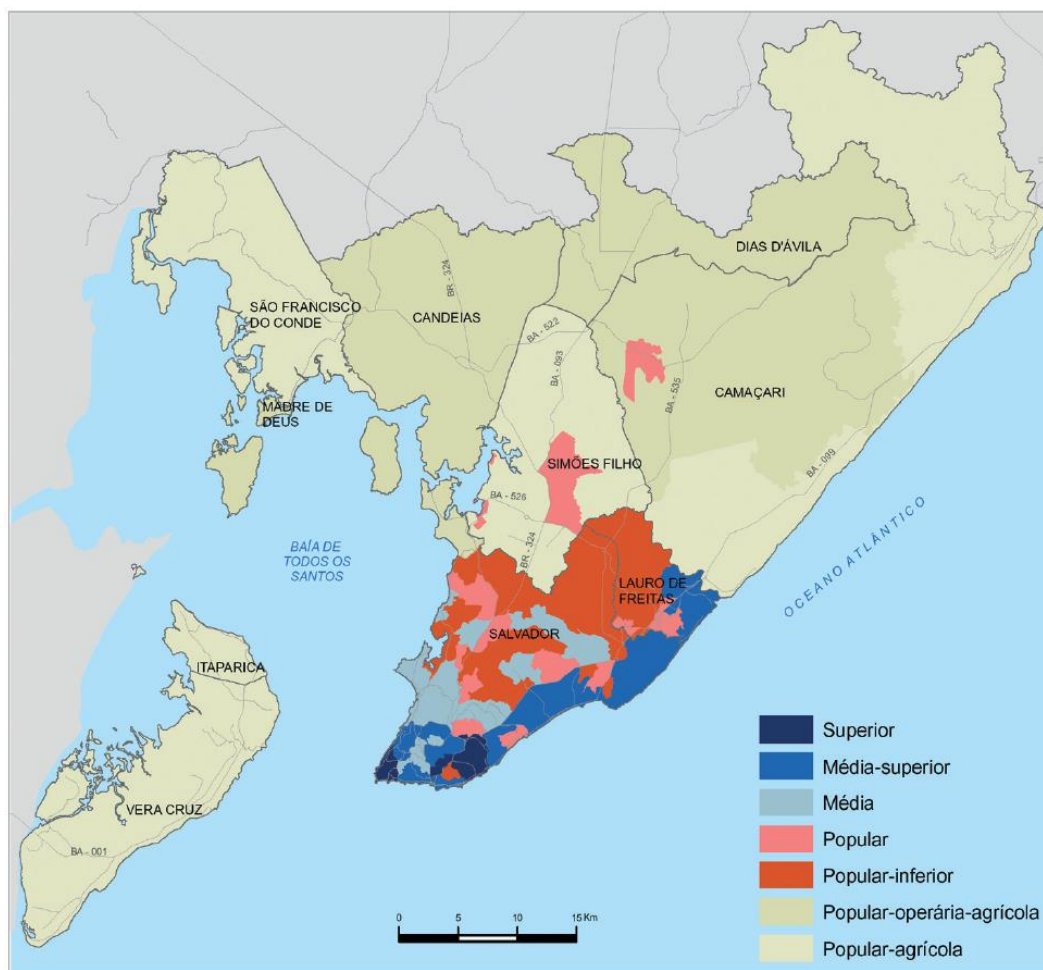 DIAS D'ÁVILA
BR - 324
SÃO FRANCISCO
DO CONDE
CANDEIAS
BA - 522
BA - 093
BA - 535
CAMAÇARI
MADRE DE
DEUS
SIMÕES FILHO
BA - 099
BA - 526
BR - 324
BAÍA DE
TODOS OS
SANTOS
OCEANO ATLÂNTICO
LAURO DE
FREITAS
SALVADOR
ITAPARICA
VERA CRUZ
BA - 001
Superior
Média-superior
Média
Popular
Popular-inferior
Popular-operária-agrícola
Popular-agrícola
0 5 10 15 Km